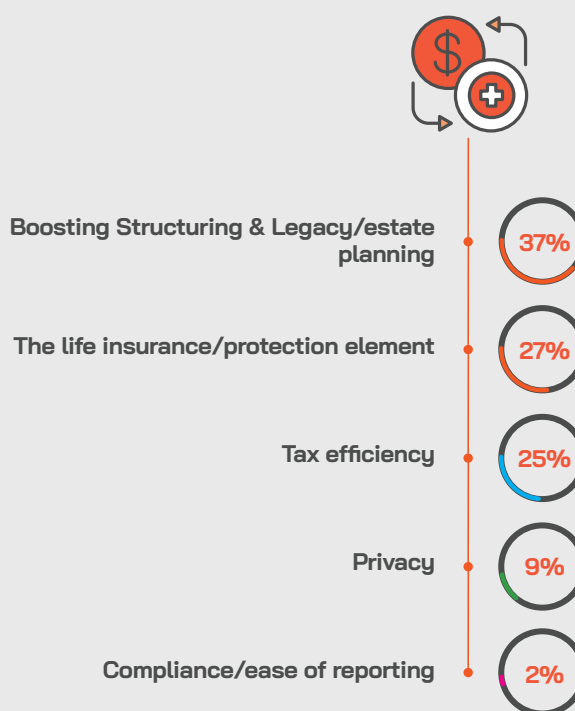 $
Boosting Structuring & Legacy/estate
planning
37%
The life insurance/protection element
27%
Tax efficiency
25%
Privacy
9%
Compliance/ease of reporting
2%